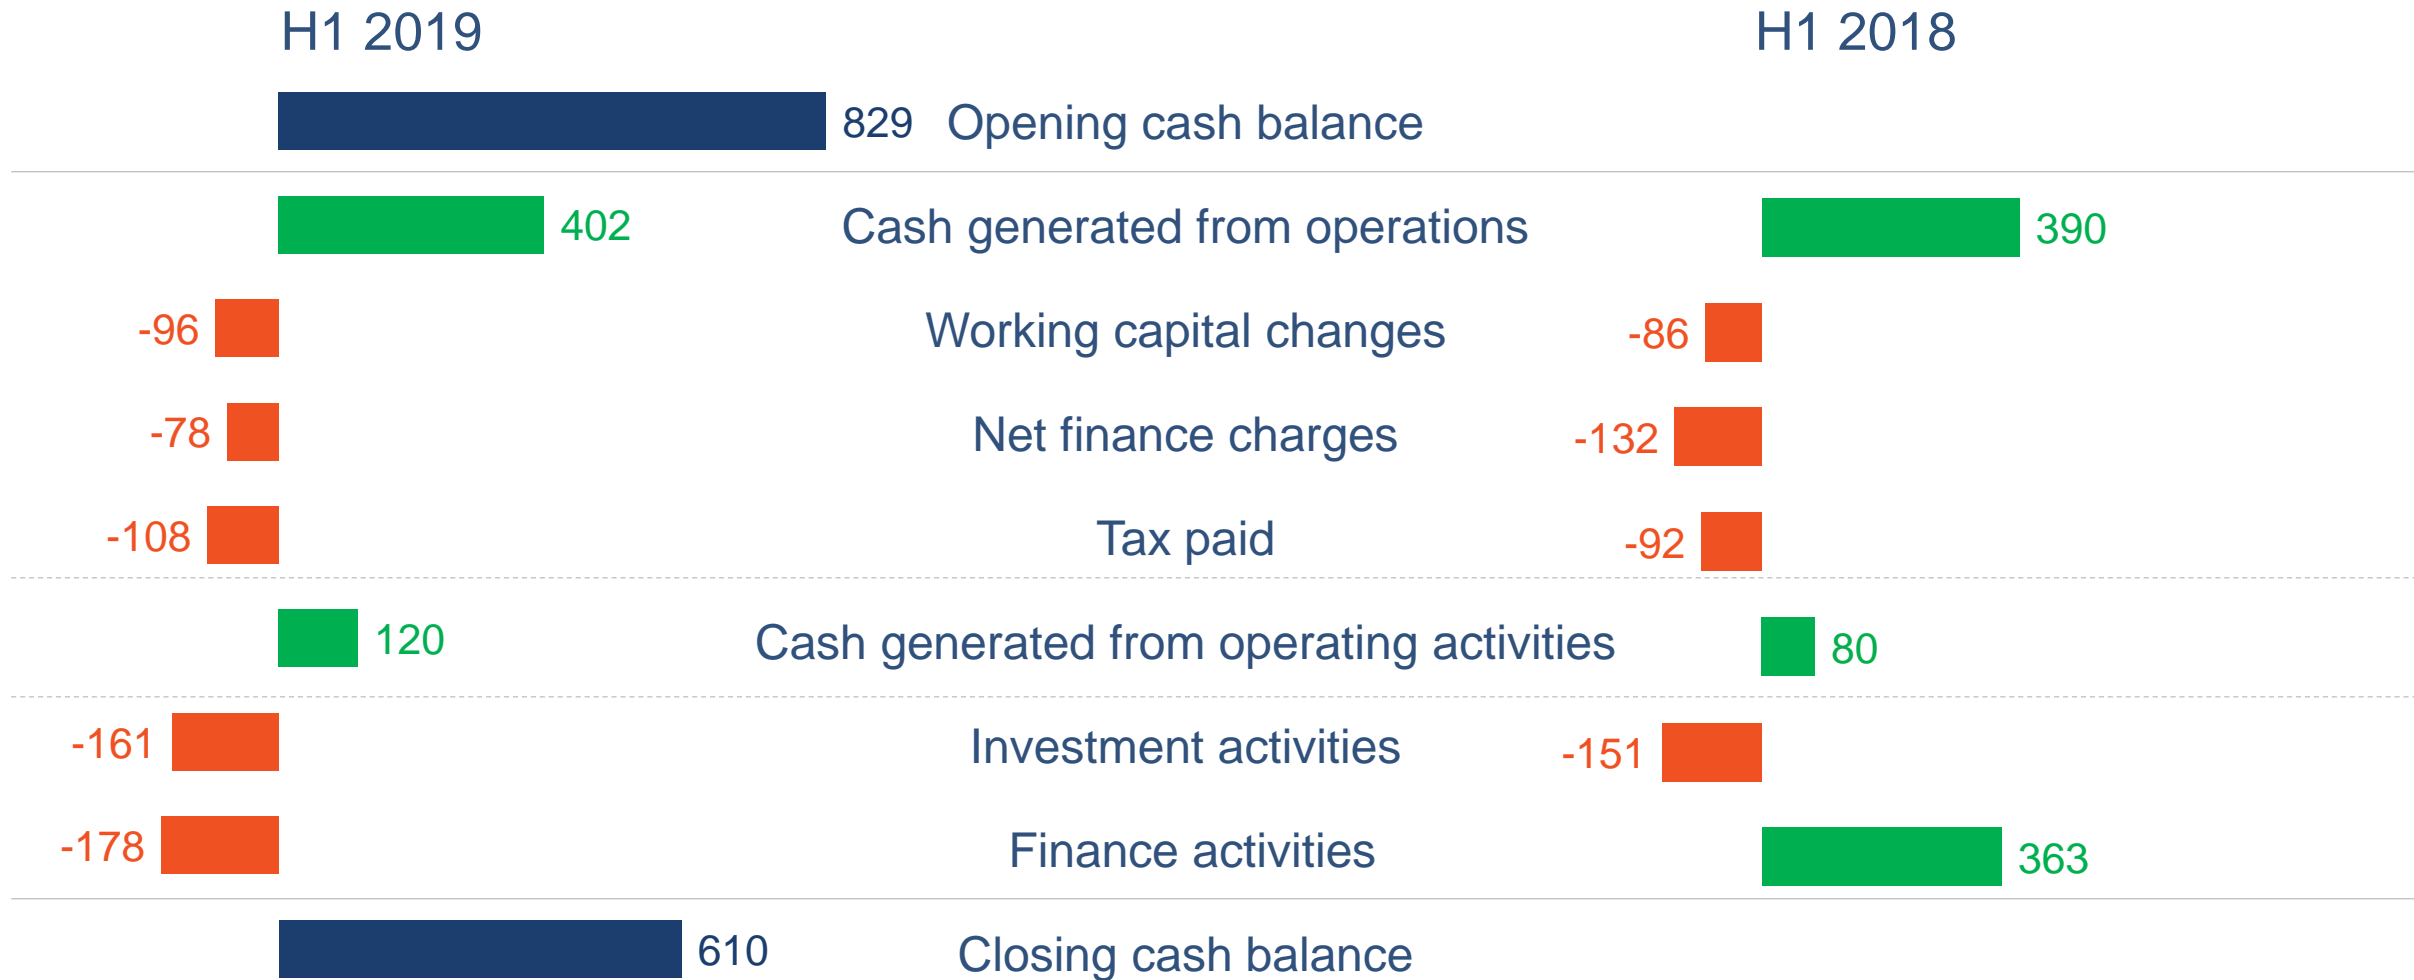 H1 2019 H1 2018
829 Opening cash balance
402 Cash generated from operations 390
-96 Working capital changes -86
-78 Net finance charges -132
-108 Tax paid -92
120 Cash generated from operating activities 80
-161 Investment activities -151
-178 Finance activities 363
610 Closing cash balance